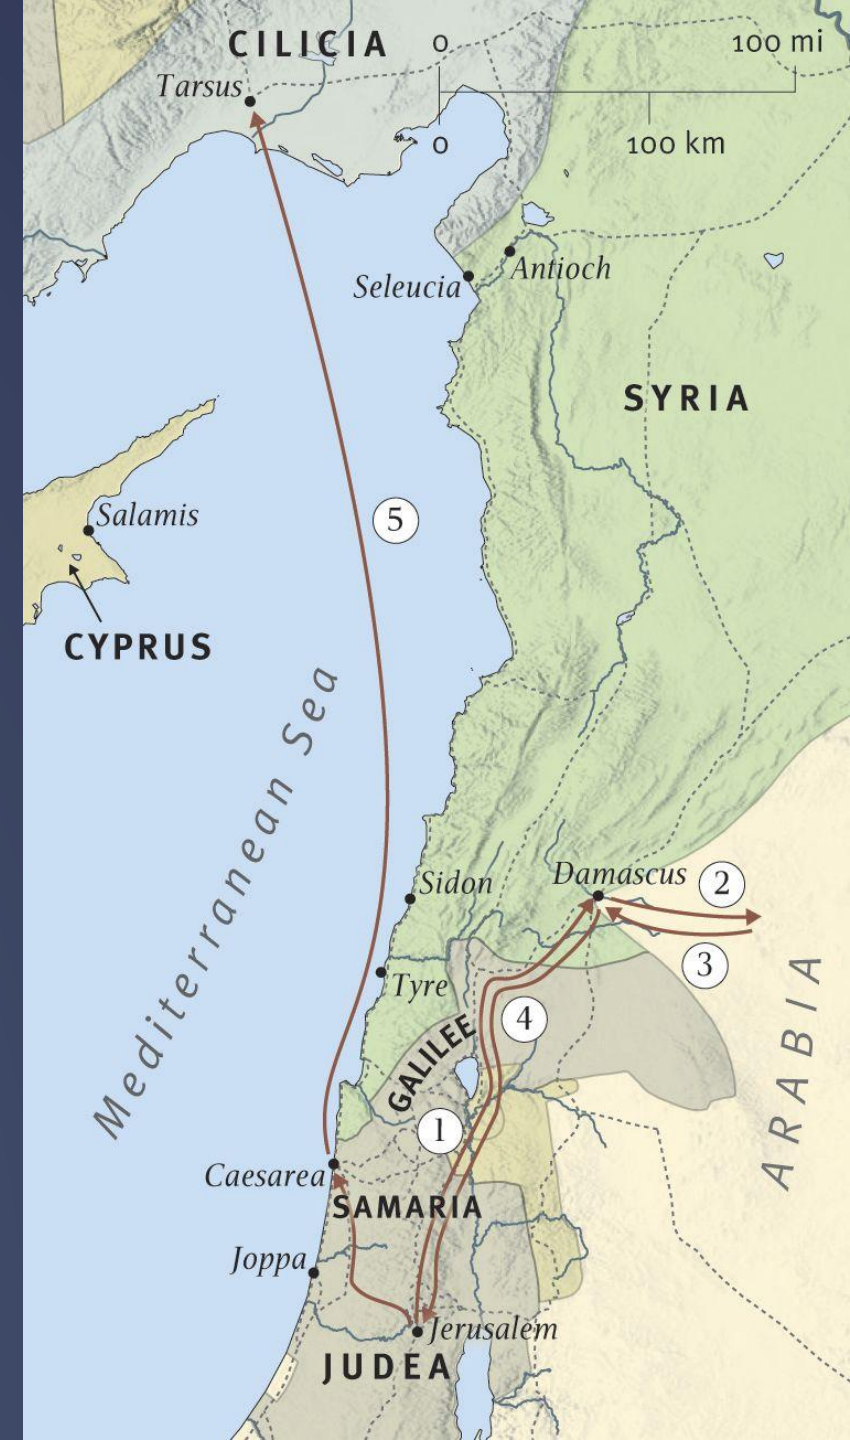 CILICIA
0
100 mi
Tarsus
0
100 km
Seleucia
Antioch
SYRIA
Salamis
5
CYPRUS
Mediterranean Sea
Sidon
Damascus
2
Tyre
3
4
GALILEE
ARABIA
1
Caesarea
SAMARIA
Joppa
Jerusalem
JUDEA